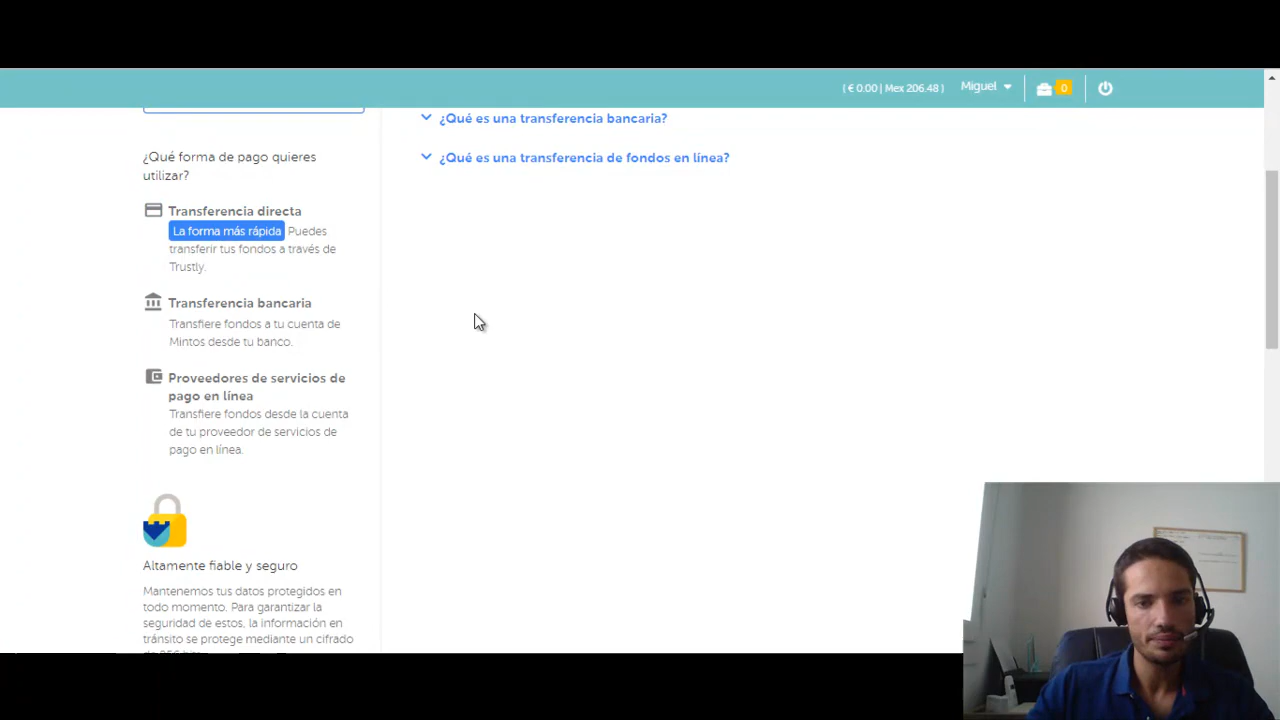 ( € 0.00 | Mex 206.48 ) Miguel 0
¿Qué es una transferencia bancaria?
¿Qué es una transferencia de fondos en línea?
¿Qué forma de pago quieres
utilizar?
Transferencia directa
La forma más rápida Puedes
transferir tus fondos a través de
Trustly.
Transferencia bancaria
Transfiere fondos a tu cuenta de
Mintos desde tu banco.
Proveedores de servicios de
pago en línea
Transfiere fondos desde la cuenta
de tu proveedor de servicios de
pago en línea.
Altamente fiable y seguro
Mantenemos tus datos protegidos en
todo momento. Para garantizar la
seguridad de estos, la información en
tránsito se protege mediante un cifrado